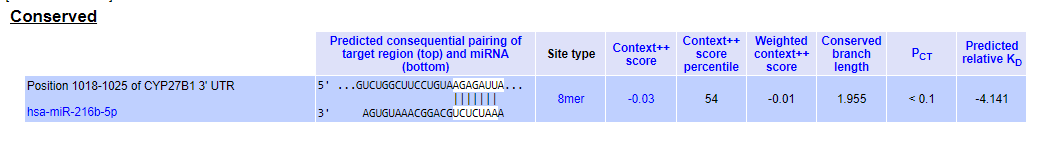 Conserved
Predicted consequential pairing of target region (top) and miRNA (bottom)
Site type
Context++ score
Context++ score percentile
Weighted context++ score
Conserved branch length
PCT
Predicted relative KD
Position 1018-1025 of CYP27B1 3' UTR
5' ...GUCUGGCUUCCUGUAAGAGAUUA...
hsa-miR-216b-5p
3' AGUGUAAACGGACGUCUCUAAA
8mer
-0.03
54
-0.01
1.955
< 0.1
-4.141